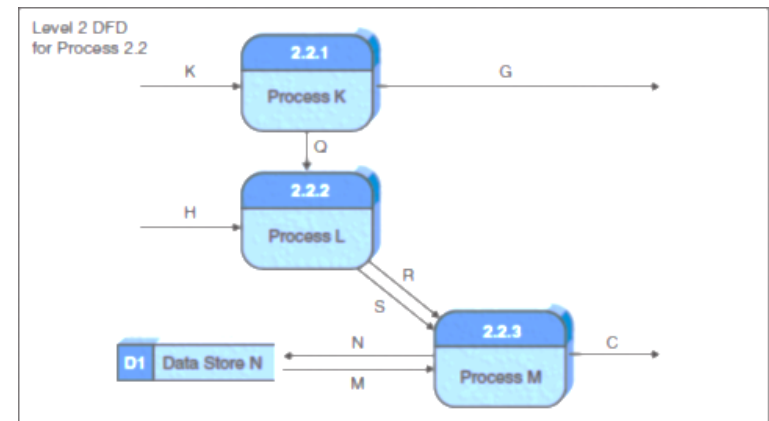 Level 2 DFD
for Process 2.2
2.2.1
K
G
Process K
Q
2.2.2
H
Process L
R
S
2.2.3
N
C
D1 Data Store N
M
Process M